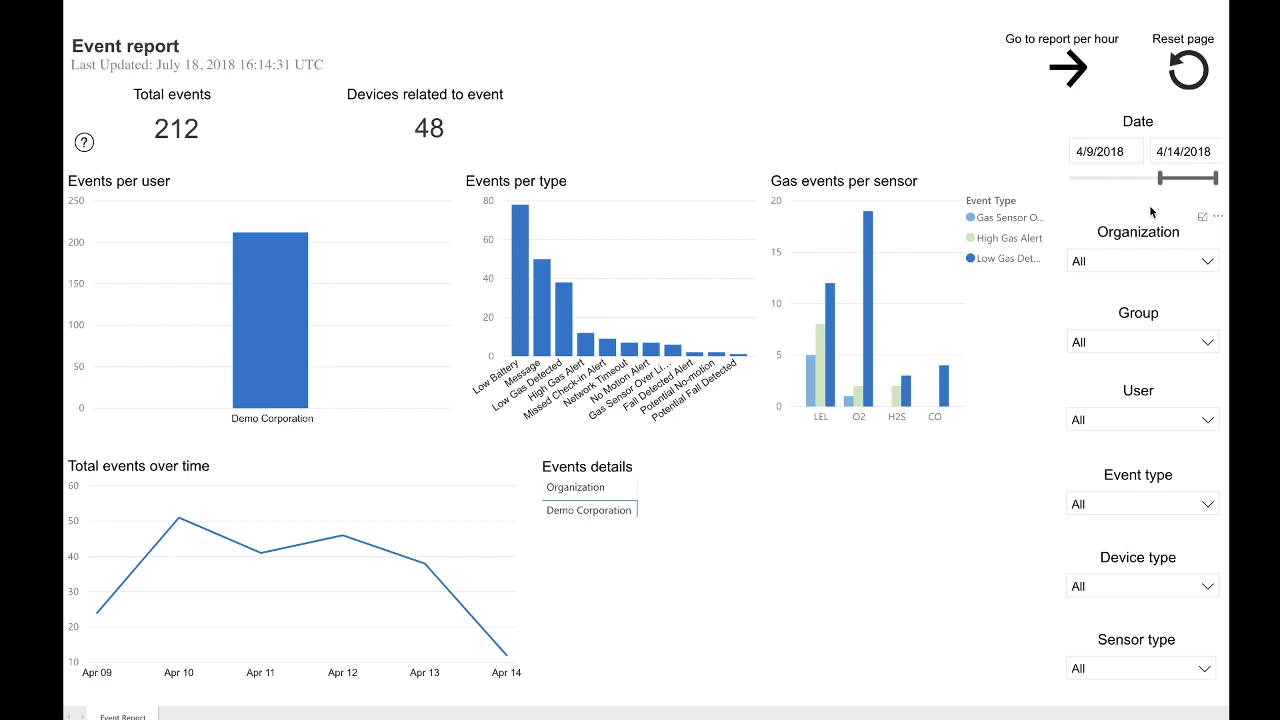 Event report
Last Updated: July 18, 2018 16:14:31 UTC
Go to report per hour
Reset page
Total events
212
Devices related to event
48
?
Date
4/9/2018
4/14/2018
Events per user
250
200
150
100
50
0
Demo Corporation
Events per type
80
60
40
20
0
Low Battery
Message
Low Gas Detected
High Gas Alert
Missed Check-in Alert
Network Timeout
No Motion Alert
Gas Sensor Over Li...
Fall Detected Alert
Potential No-motion
Potential Fall Detected
Gas events per sensor
20
15
10
5
0
LEL
O2
H2S
CO
Event Type
Gas Sensor O...
High Gas Alert
Low Gas Det...
Organization
All
Group
All
User
All
Event type
All
Device type
All
Sensor type
All
Total events over time
60
50
40
30
20
10
Apr 09
Apr 10
Apr 11
Apr 12
Apr 13
Apr 14
Events details
Organization
Demo Corporation
Event Report